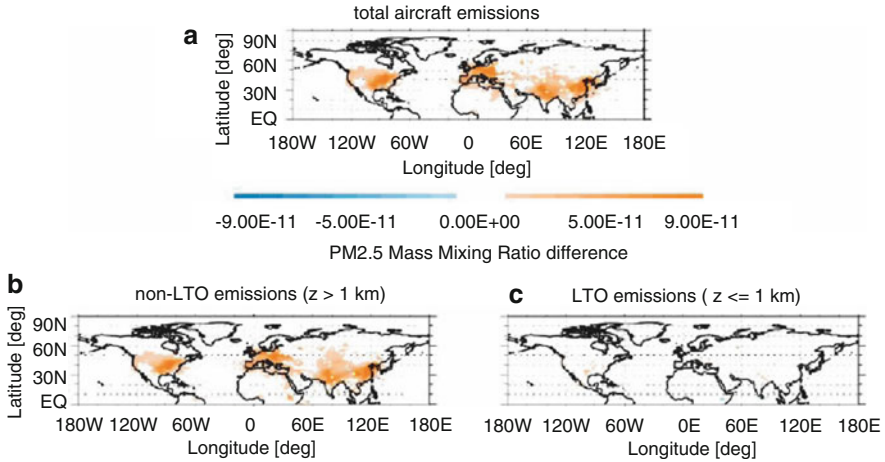 total aircraft emissions
a
90N
60N
30N
EQ
Latitude [deg]
180W 120W 60W 0 60E 120E 180E
Longitude [deg]
-9.00E-11 -5.00E-11 0.00E+00 5.00E-11 9.00E-11
PM2.5 Mass Mixing Ratio difference
b
non-LTO emissions (z > 1 km)
90N
60N
30N
EQ
Latitude [deg]
180W 120W 60W 0 60E 120E 180E
Longitude [deg]
c
LTO emissions ( z <= 1 km)
180W 120W 60W 0E 60E 120E 180E
Longitude [deg]